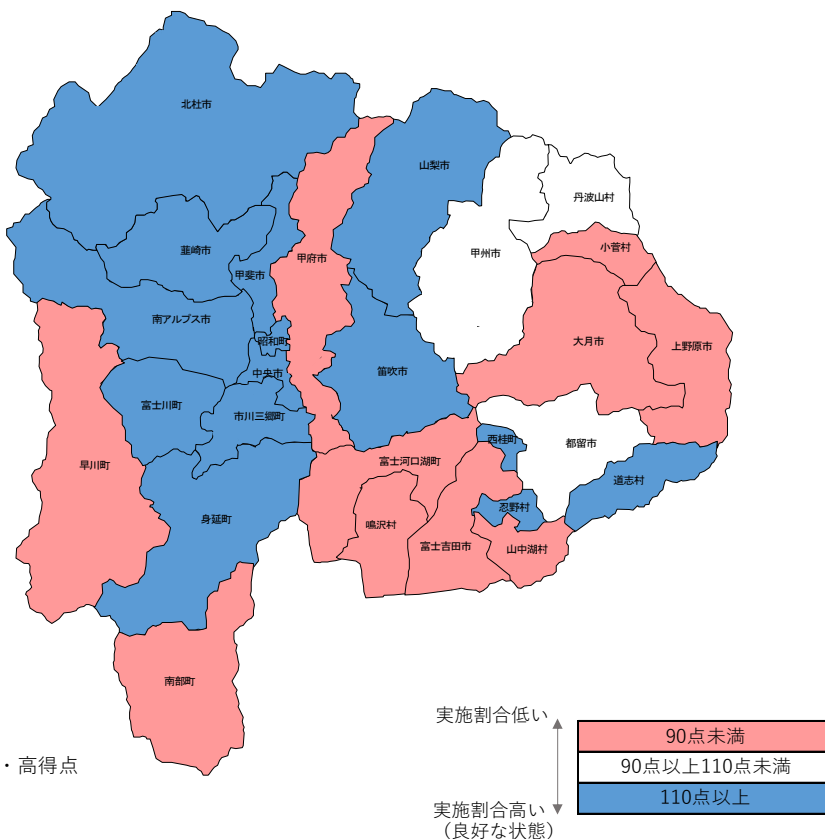 北杜市
山梨市
丹波山村
韮崎市
甲斐市
甲府市
甲州市
小菅村
南アルプス市
昭和町
大月市
上野原市
中央市
笛吹市
富士川町
市川三郷町
西桂町
都留市
早川町
富士河口湖町
道志村
身延町
鳴沢村
忍野村
富士吉田市
山中湖村
南部町
実施割合低い
90点未満
・高得点
90点以上110点未満
110点以上
実施割合高い
（良好な状態）